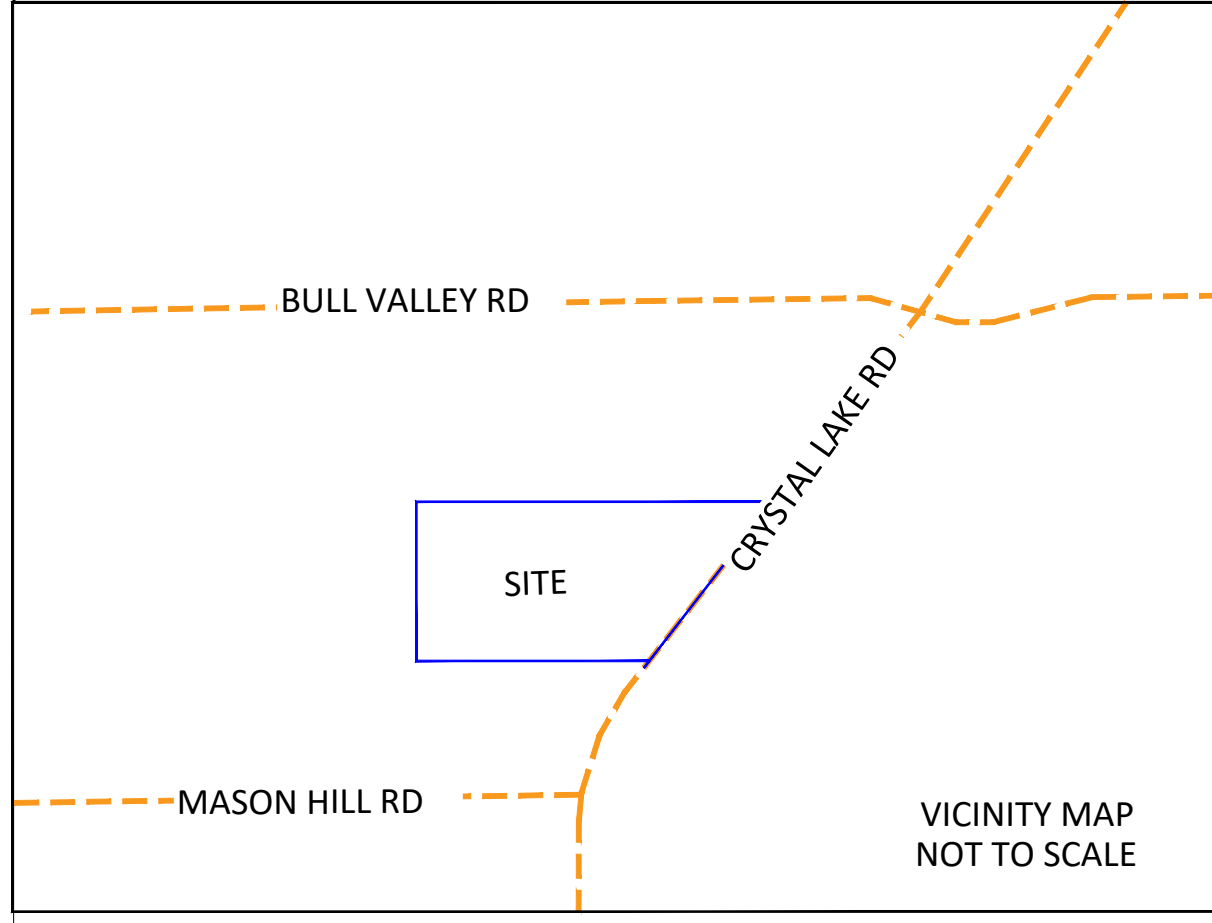 BULL VALLEY RD
CRYSTAL LAKE RD
SITE
MASON HILL RD
VICINITY MAP
NOT TO SCALE